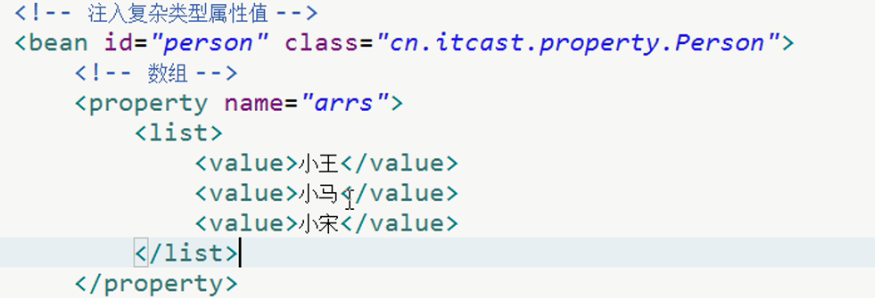 <!-- 注入复杂类型属性值 -->
<bean id="person" class="cn.itcast.property.Person">
<!-- 数组 -->
<property name="arrs">
<list>
<value>小王</value>
<value>小马</value>
<value>小宋</value>
</list>
</property>